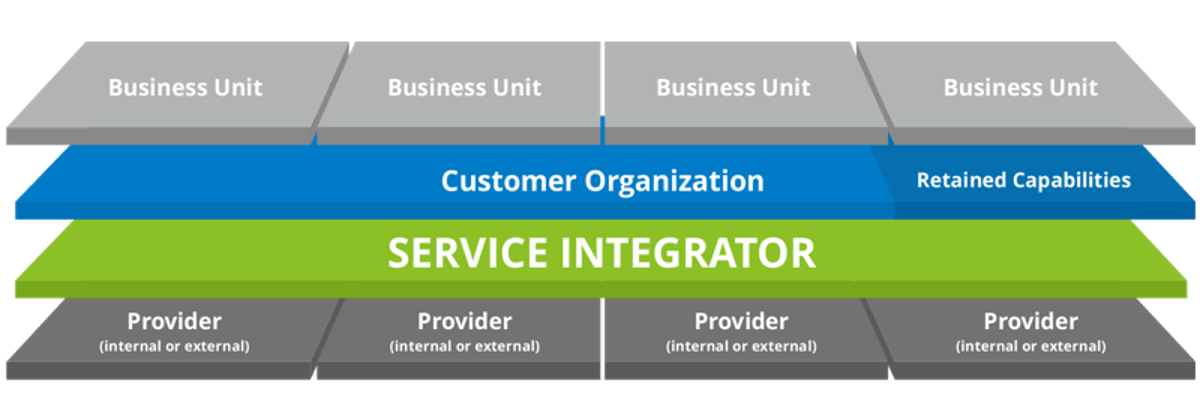 Business Unit Business Unit Business Unit Business Unit
Customer Organization Retained Capabilities
SERVICE INTEGRATOR
Provider Provider Provider Provider
(internal or external) (internal or external) (internal or external) (internal or external)